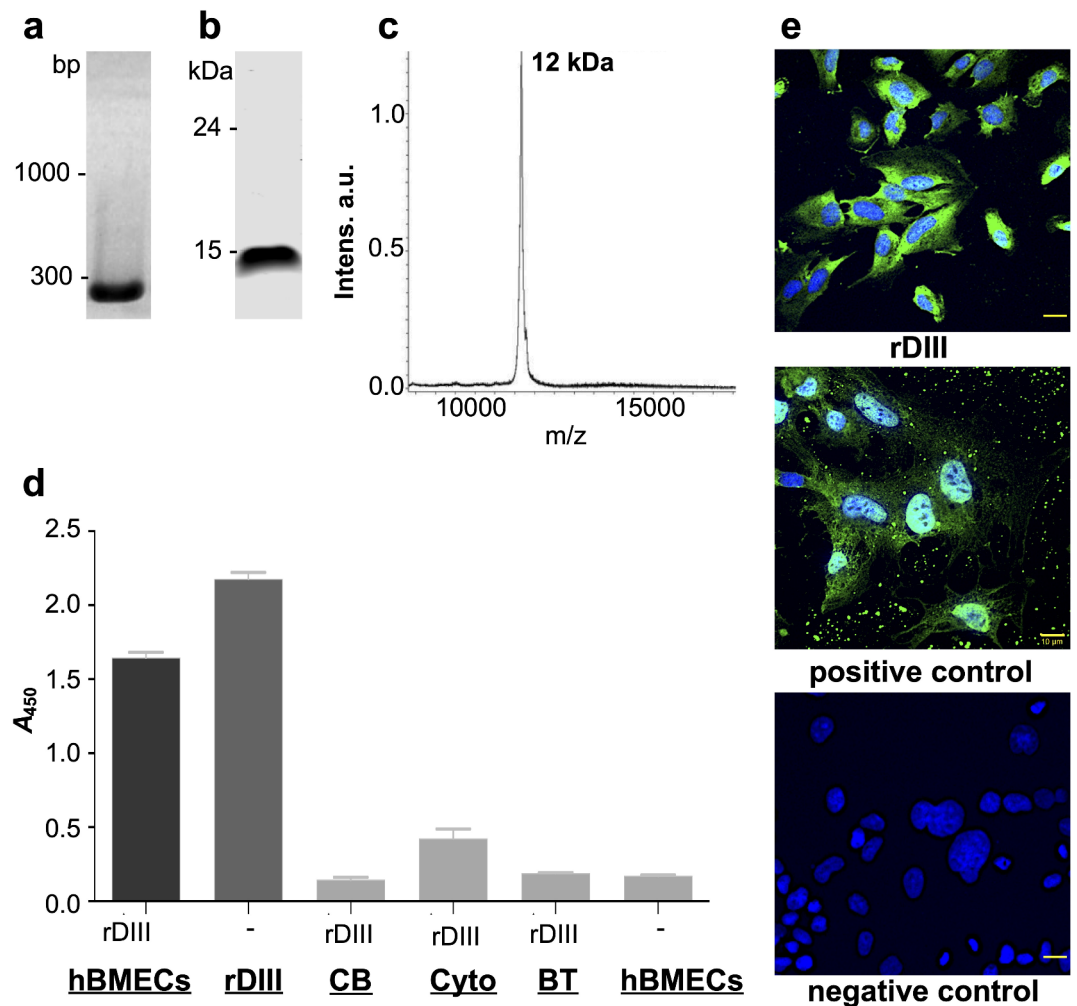 a
bp
1000
300
b
kDa
24
15
c
12 kDa
Intens. a.u.
1.0
0.5
0.0
10000 15000
m/z
d
A450
2.5
2.0
1.5
1.0
0.5
0.0
rDIII - rDIII rDIII rDIII -
hBMECs rDIII CB Cyto BT hBMECs
e
rDIII
10 µm
positive control
negative control